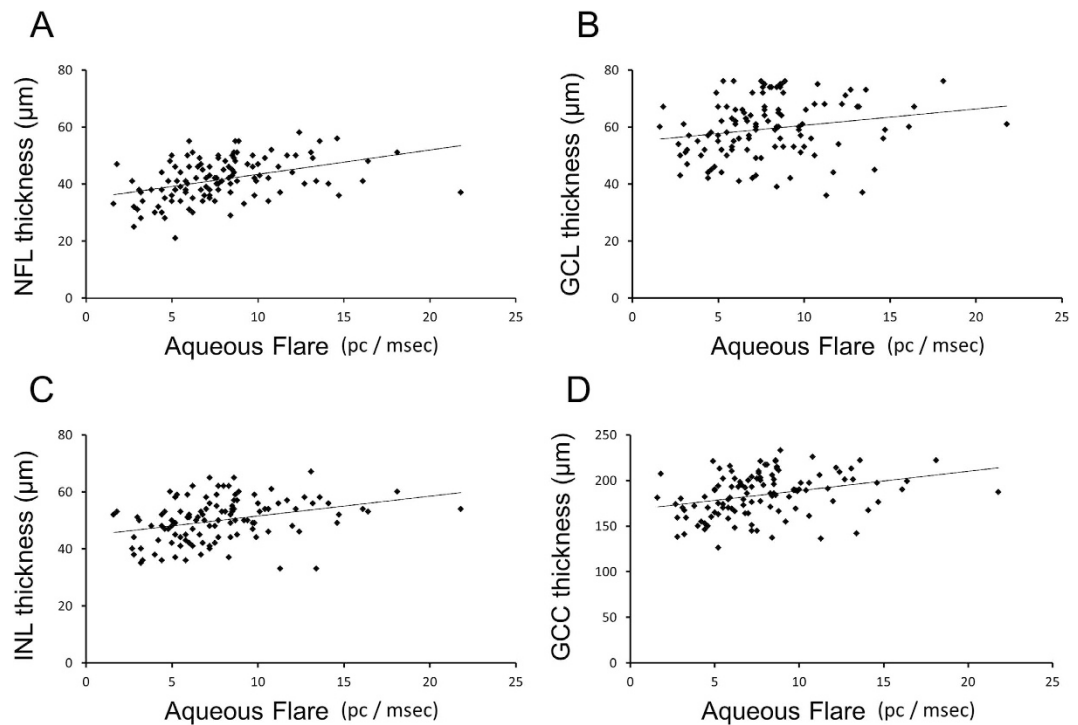 A
NFL thickness (µm)
80
60
40
20
0
0 5 10 15 20 25
Aqueous Flare (pc / msec)
B
GCL thickness (µm)
80
60
40
20
0
0 5 10 15 20 25
Aqueous Flare (pc / msec)
C
INL thickness (µm)
80
60
40
20
0
0 5 10 15 20 25
Aqueous Flare (pc / msec)
D
GCC thickness (µm)
250
200
150
100
50
0
0 5 10 15 20 25
Aqueous Flare (pc / msec)